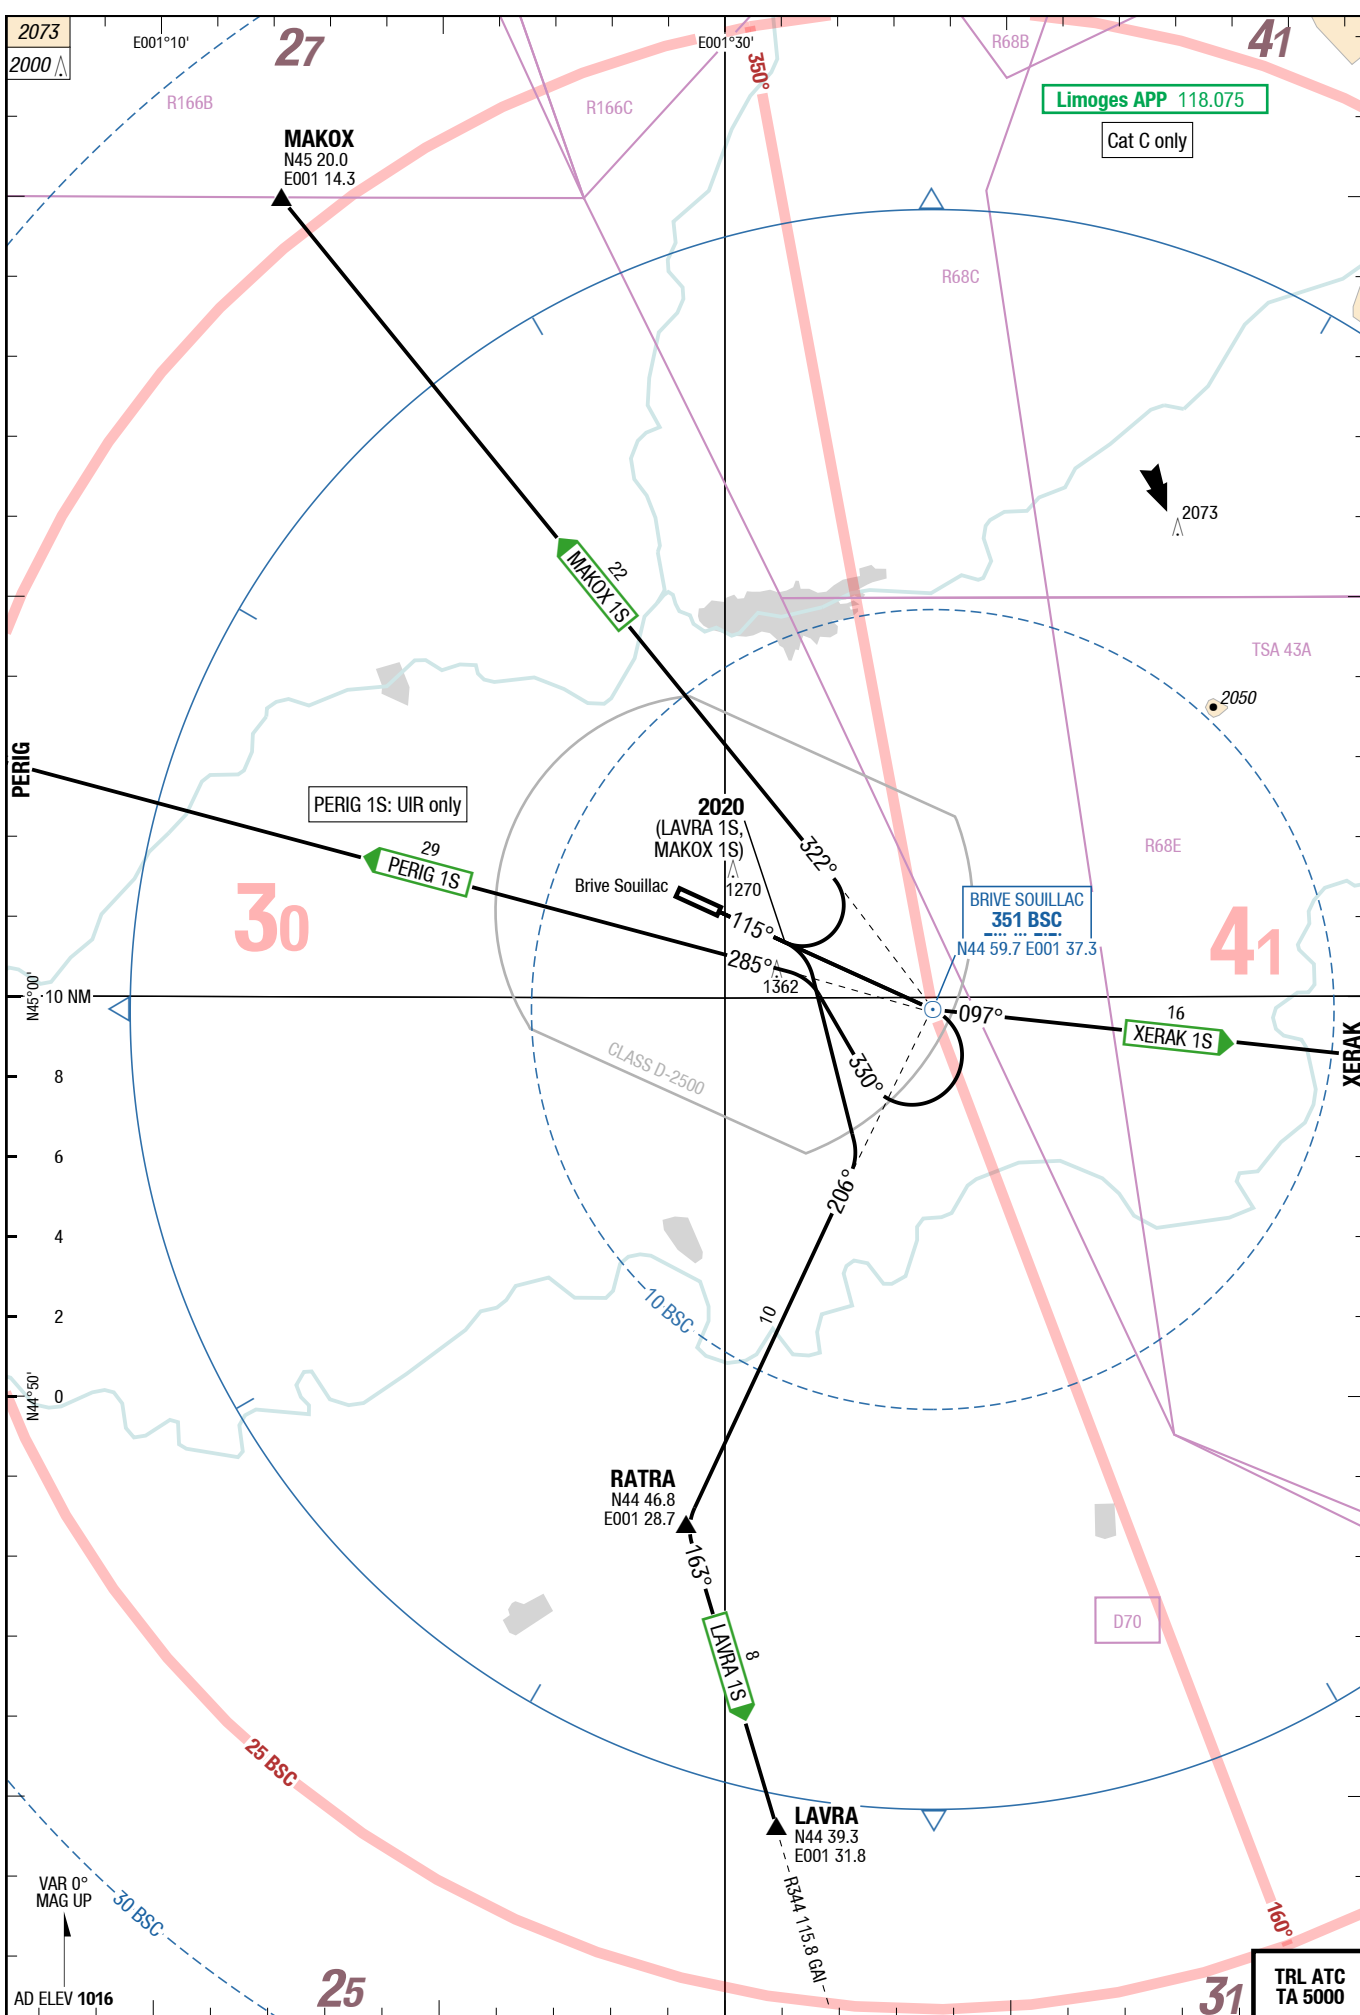 2073
2000
E001°10'
27
E001°30'
350°
R68B
41
R166B
R166C
Limoges APP 118.075
Cat C only
MAKOX
N45 20.0
E001 14.3
R68C
2073
22
MAKOX 1S
TSA 43A
2050
PERIG
PERIG 1S: UIR only
2020
(LAVRA 1S,
MAKOX 1S)
322°
R68E
29
PERIG 1S
Brive Souillac
1270
30
115°
BRIVE SOUILLAC
351 BSC
N44 59.7 E001 37.3
41
285°
1362
N45°00'
10 NM
097°
16
XERAK 1S
XERAK
CLASS D-2500
330°
8
6
206°
4
2
10 BSC
10
N44°50'
0
RATRA
N44 46.8
E001 28.7
163°
8
LAVRA 1S
D70
25 BSC
LAVRA
N44 39.3
E001 31.8
R344 115.8 GAI
VAR 0°
MAG UP
30 BSC
160°
AD ELEV 1016
25
31
TRL ATC
TA 5000